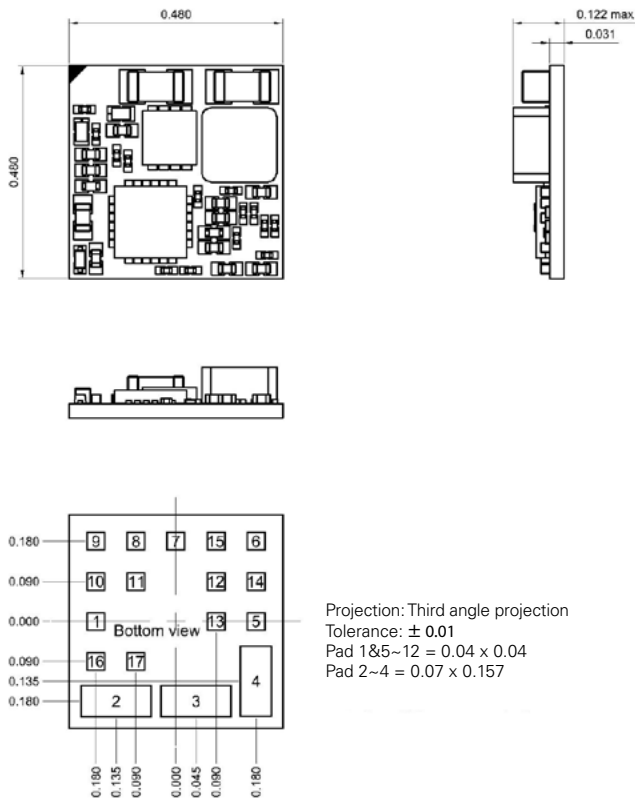 0.480
0.122 max.
0.031
0.480
0.180
9 8 7 15 6
0.090
10 11 12 14
0.000
1 13 5
Bottom view
0.090
16 17
0.135
4
0.180
2 3
0.180
0.135
0.090
0.000
0.045
0.090
0.180
Projection: Third angle projection
Tolerance: ± 0.01
Pad 1&5~12 = 0.04 x 0.04
Pad 2~4 = 0.07 x 0.157